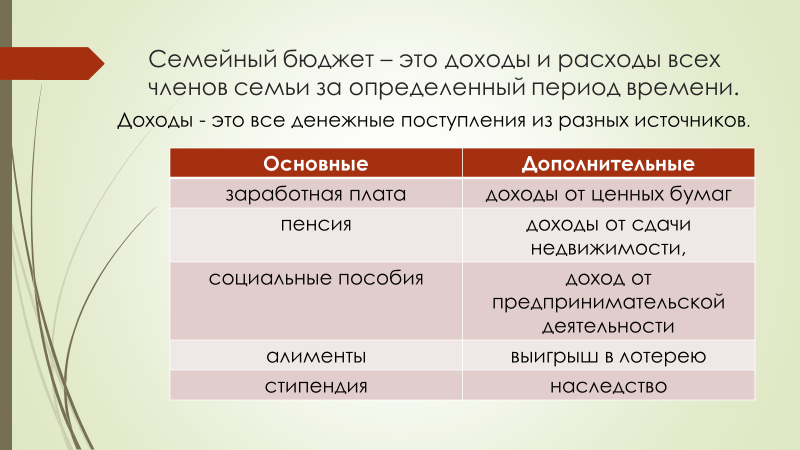 Семейный бюджет – это доходы и расходы всех
членов семьи за определенный период времени.
Доходы - это все денежные поступления из разных источников.
Основные Дополнительные
заработная плата доходы от ценных бумаг
пенсия доходы от сдачи
недвижимости,
социальные пособия доход от
предпринимательской
деятельности
алименты выигрыш в лотерею
стипендия наследство